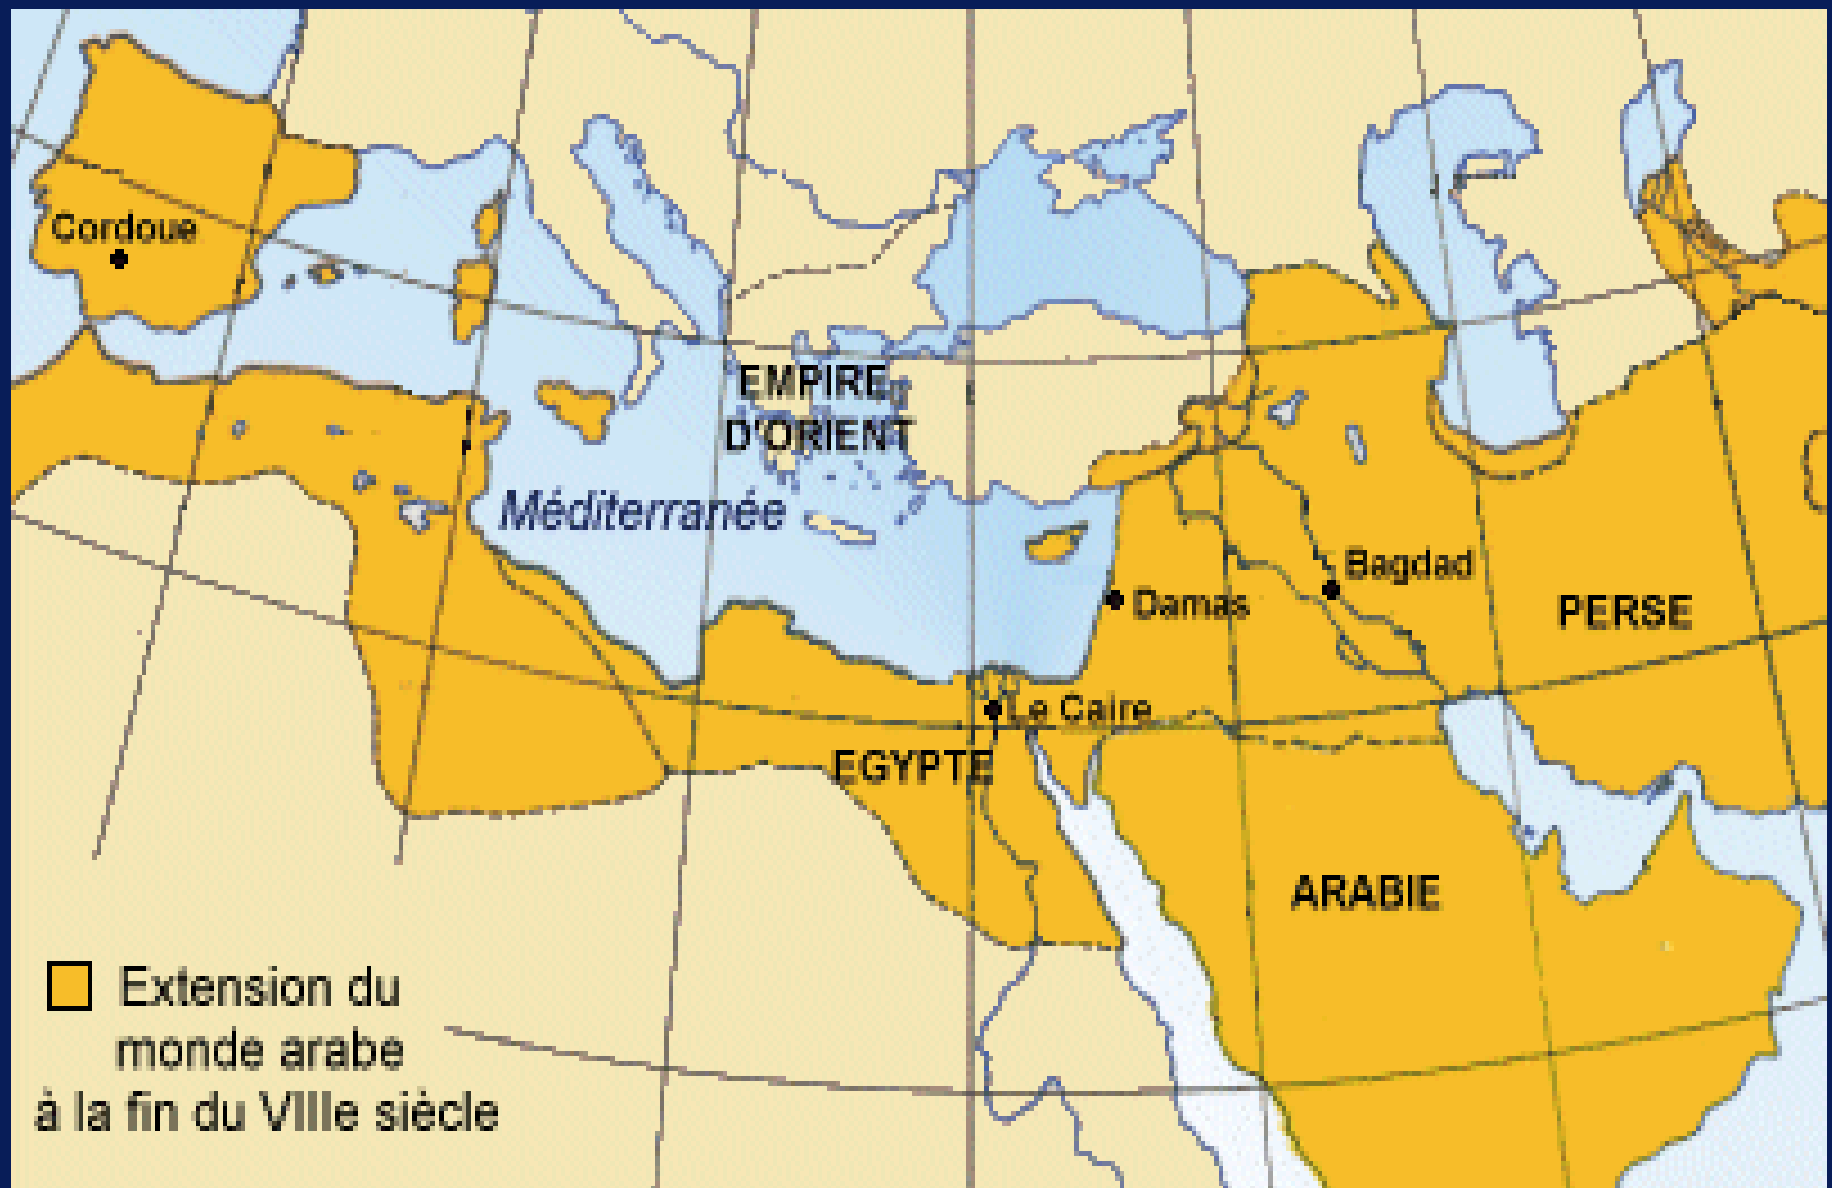 Cordoue
EMPIRE
D'ORIENT
Méditerranée
Bagdad
Damas
PERSE
Le Caire
EGYPTE
ARABIE
Extension du
monde arabe
à la fin du VIIIe siècle